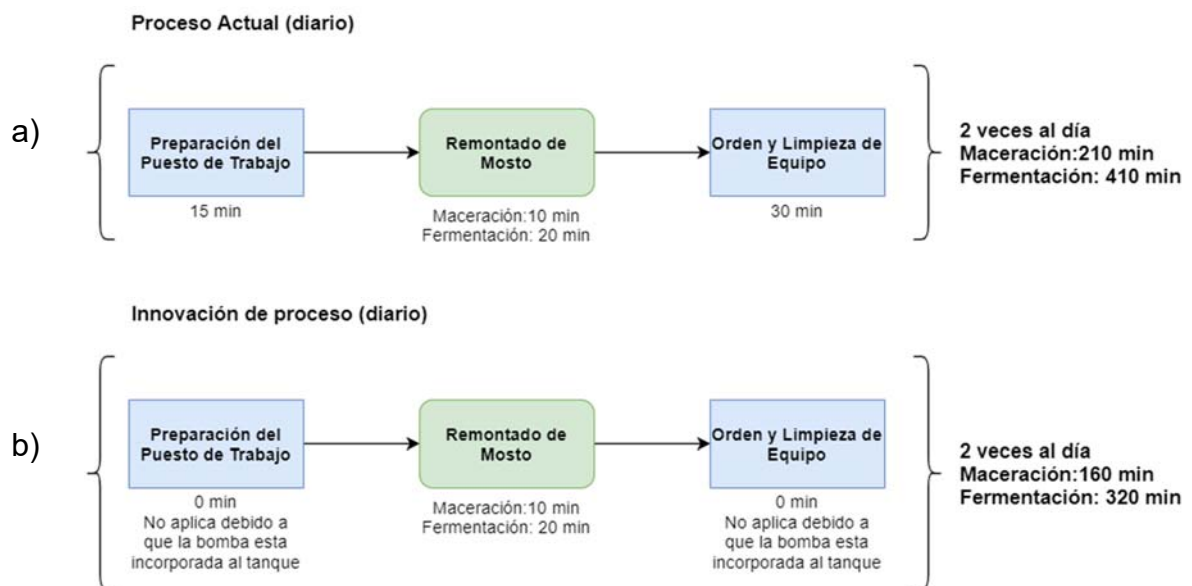 Proceso Actual (diario)
a)
Preparación del
Puesto de Trabajo
15 min
Remontado de
Mosto
Maceración:10 min
Fermentación: 20 min
Orden y Limpieza de
Equipo
30 min
2 veces al día
Maceración:210 min
Fermentación: 410 min
Innovación de proceso (diario)
b)
Preparación del
Puesto de Trabajo
0 min
No aplica debido a
que la bomba esta
incorporada al tanque
Remontado de
Mosto
Maceración:10 min
Fermentación: 20 min
Orden y Limpieza de
Equipo
0 min
No aplica debido a
que la bomba esta
incorporada al tanque
2 veces al día
Maceración:160 min
Fermentación: 320 min